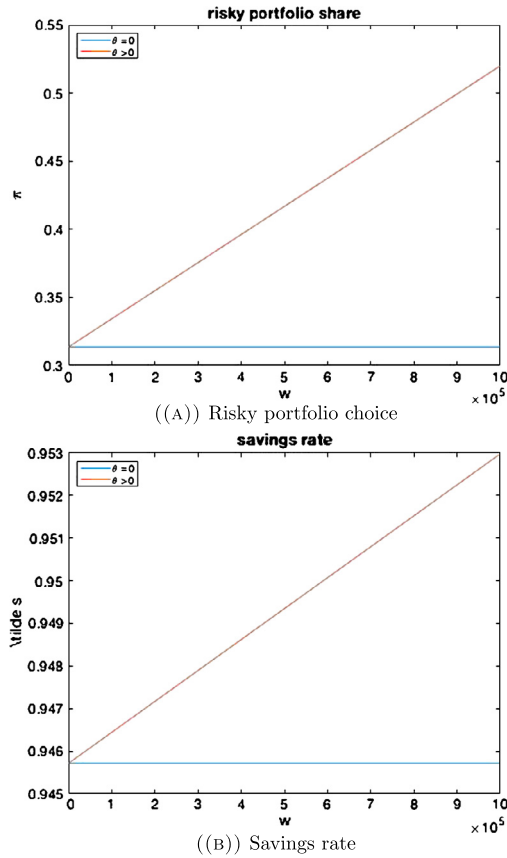 risky portfolio share
θ = 0
θ > 0
0.55
0.5
0.45
0.4
0.35
0.3
π
0 1 2 3 4 5 6 7 8 9 10
w
× 10^5
((A)) Risky portfolio choice
savings rate
θ = 0
θ > 0
0.953
0.952
0.951
0.95
0.949
0.948
0.947
0.946
0.945
\tilde s
0 1 2 3 4 5 6 7 8 9 10
w
× 10^5
((B)) Savings rate